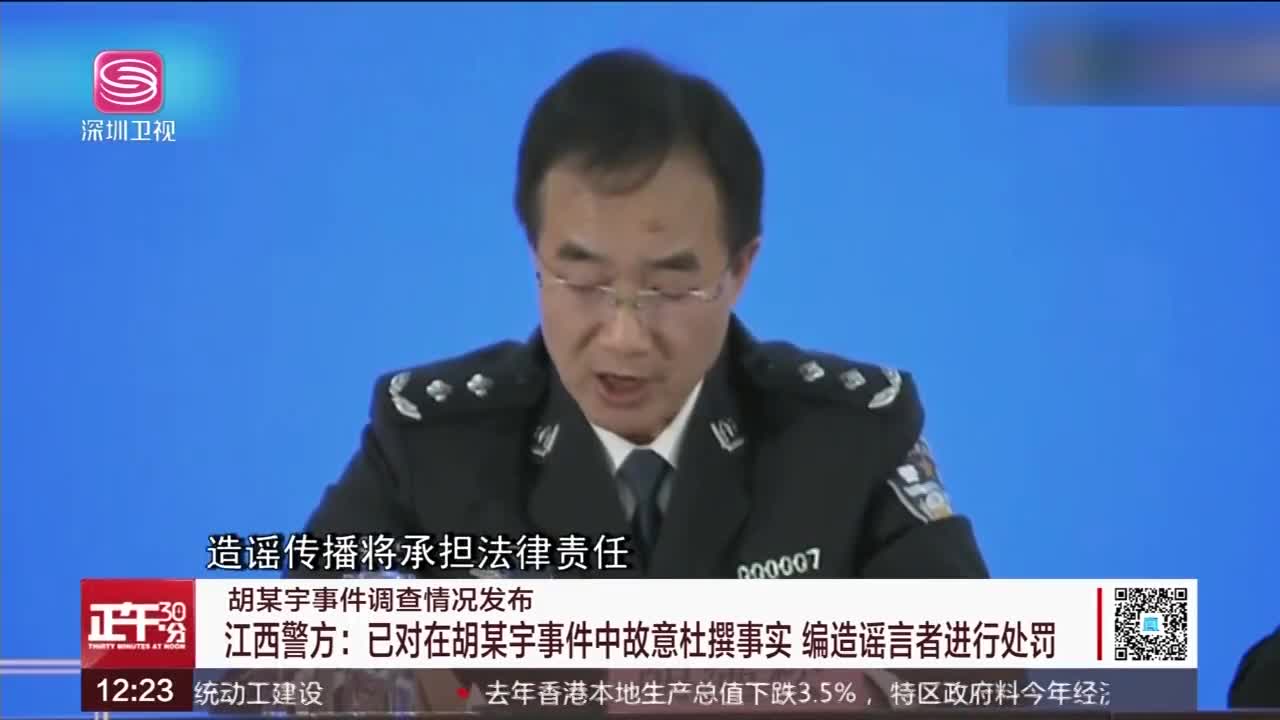 深圳卫视
造谣传播将承担法律责任
000007
胡某宇事件调查情况发布
正午30分
THIRTY MINUTES AT NOON
江西警方：已对在胡某宇事件中故意杜撰事实 编造谣言者进行处罚
12:23 统动工建设 去年香港本地生产总值下跌3.5%，特区政府料今年经济